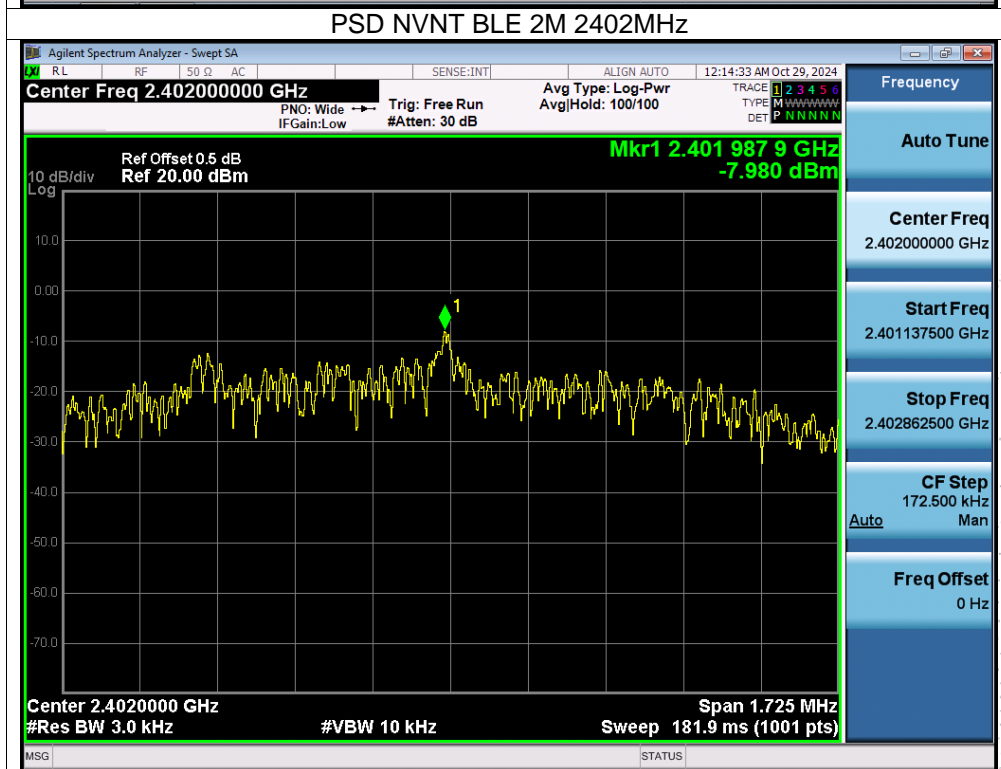 PSD NVNT BLE 2M 2402MHz
Agilent Spectrum Analyzer - Swept SA
LXI RL RF 50 Ω AC SENSE:INT ALIGN AUTO 12:14:33 AM Oct 29, 2024
Center Freq 2.402000000 GHz
PNO: Wide
IFGain:Low
Trig: Free Run
#Atten: 30 dB
Avg Type: Log-Pwr
Avg|Hold: 100/100
TRACE 1 2 3 4 5 6
TYPE M WWWWW
DET P N N N N N
Frequency
Mkr1 2.401 987 9 GHz
-7.980 dBm
Ref Offset 0.5 dB
Ref 20.00 dBm
10 dB/div
Log
10.0
0.00
-10.0
-20.0
-30.0
-40.0
-50.0
-60.0
-70.0
1
Center 2.4020000 GHz
Span 1.725 MHz
#Res BW 3.0 kHz
#VBW 10 kHz
Sweep 181.9 ms (1001 pts)
Auto Tune
Center Freq
2.402000000 GHz
Start Freq
2.401137500 GHz
Stop Freq
2.402862500 GHz
CF Step
172.500 kHz
Auto Man
Freq Offset
0 Hz
MSG
STATUS